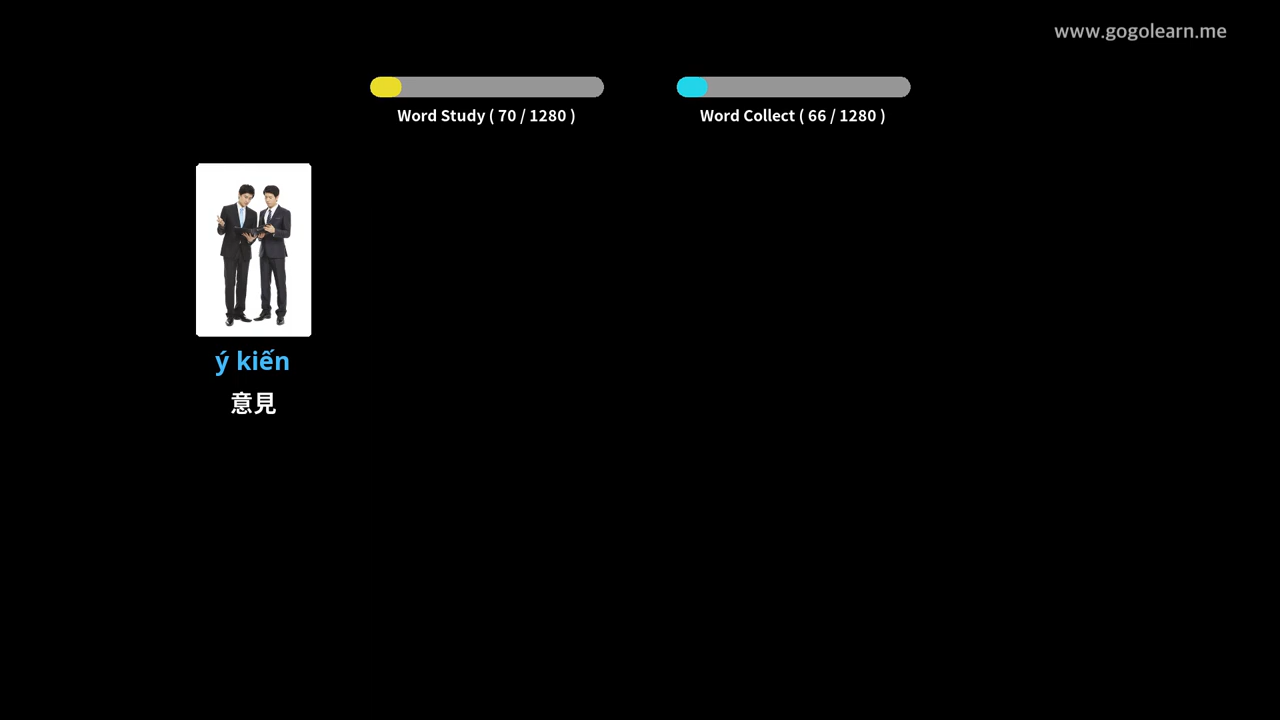 www.gogolearn.me
Word Study ( 70 / 1280 )
Word Collect ( 66 / 1280 )
ý kiến
意見